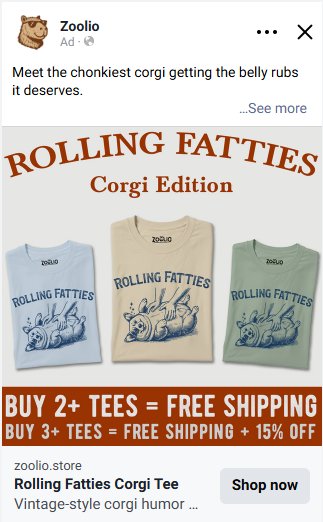 Zoolio
Ad ·
Meet the chonkiest corgi getting the belly rubs
it deserves.
...See more
ROLLING FATTIES
Corgi Edition
ZOOLIO
ROLLING FATTIES
ZOOLIO
ROLLING FATTIES
ZOOLIO
ROLLING FATTIES
BUY 2+ TEES = FREE SHIPPING
BUY 3+ TEES = FREE SHIPPING + 15% OFF
zoolio.store
Rolling Fatties Corgi Tee
Vintage-style corgi humor ...
Shop now